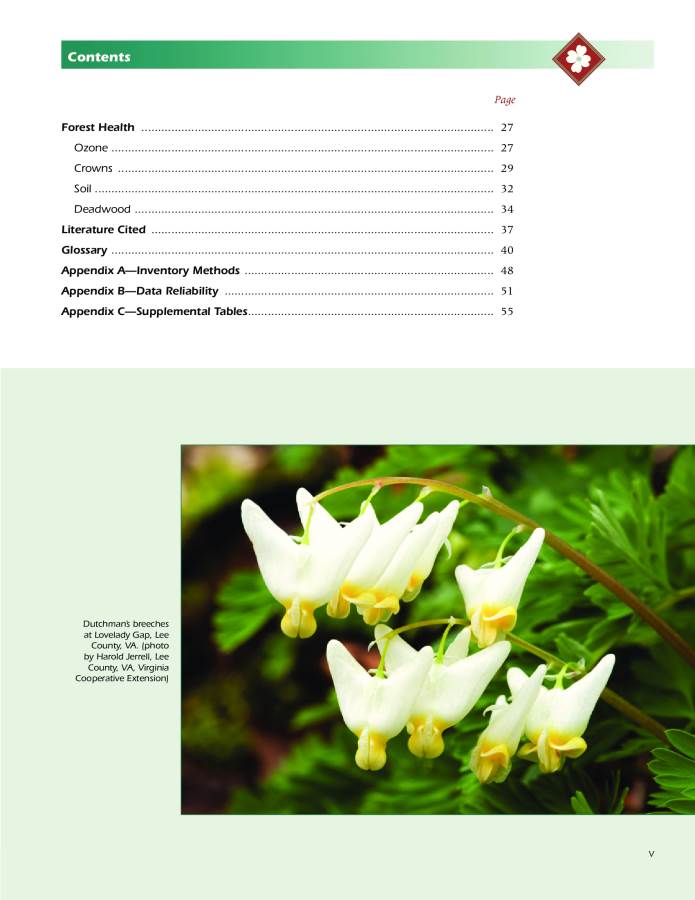 Contents
Page
Forest Health ........ 27
Ozone ........ 27
Crowns ........ 29
Soil ........ 32
Deadwood ........ 34
Literature Cited ........ 37
Glossary ........ 40
Appendix A—Inventory Methods ........ 48
Appendix B—Data Reliability ........ 51
Appendix C—Supplemental Tables ........ 55
Dutchman's breeches
at Lovelady Gap, Lee
County, VA. (photo
by Harold Jerrell, Lee
County, VA, Virginia
Cooperative Extension)
v